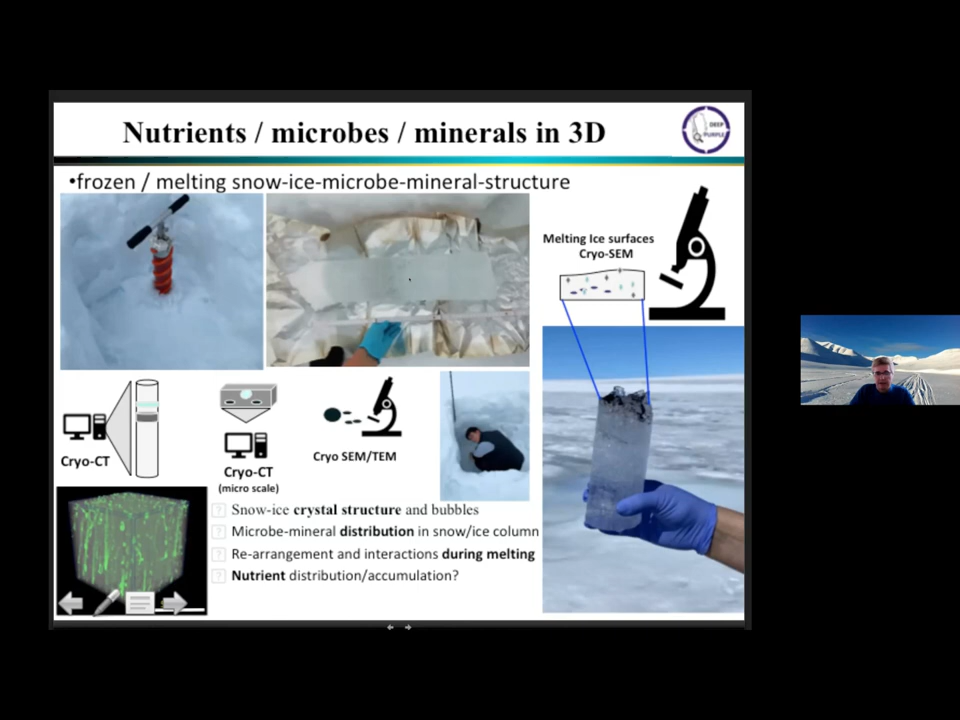 Nutrients / microbes / minerals in 3D
DEEP
PURPLE
•frozen / melting snow-ice-microbe-mineral-structure
Melting Ice surfaces
Cryo-SEM
Cryo-CT
Cryo-CT
(micro scale)
Cryo SEM/TEM
? Snow-ice crystal structure and bubbles
? Microbe-mineral distribution in snow/ice column
? Re-arrangement and interactions during melting
? Nutrient distribution/accumulation?